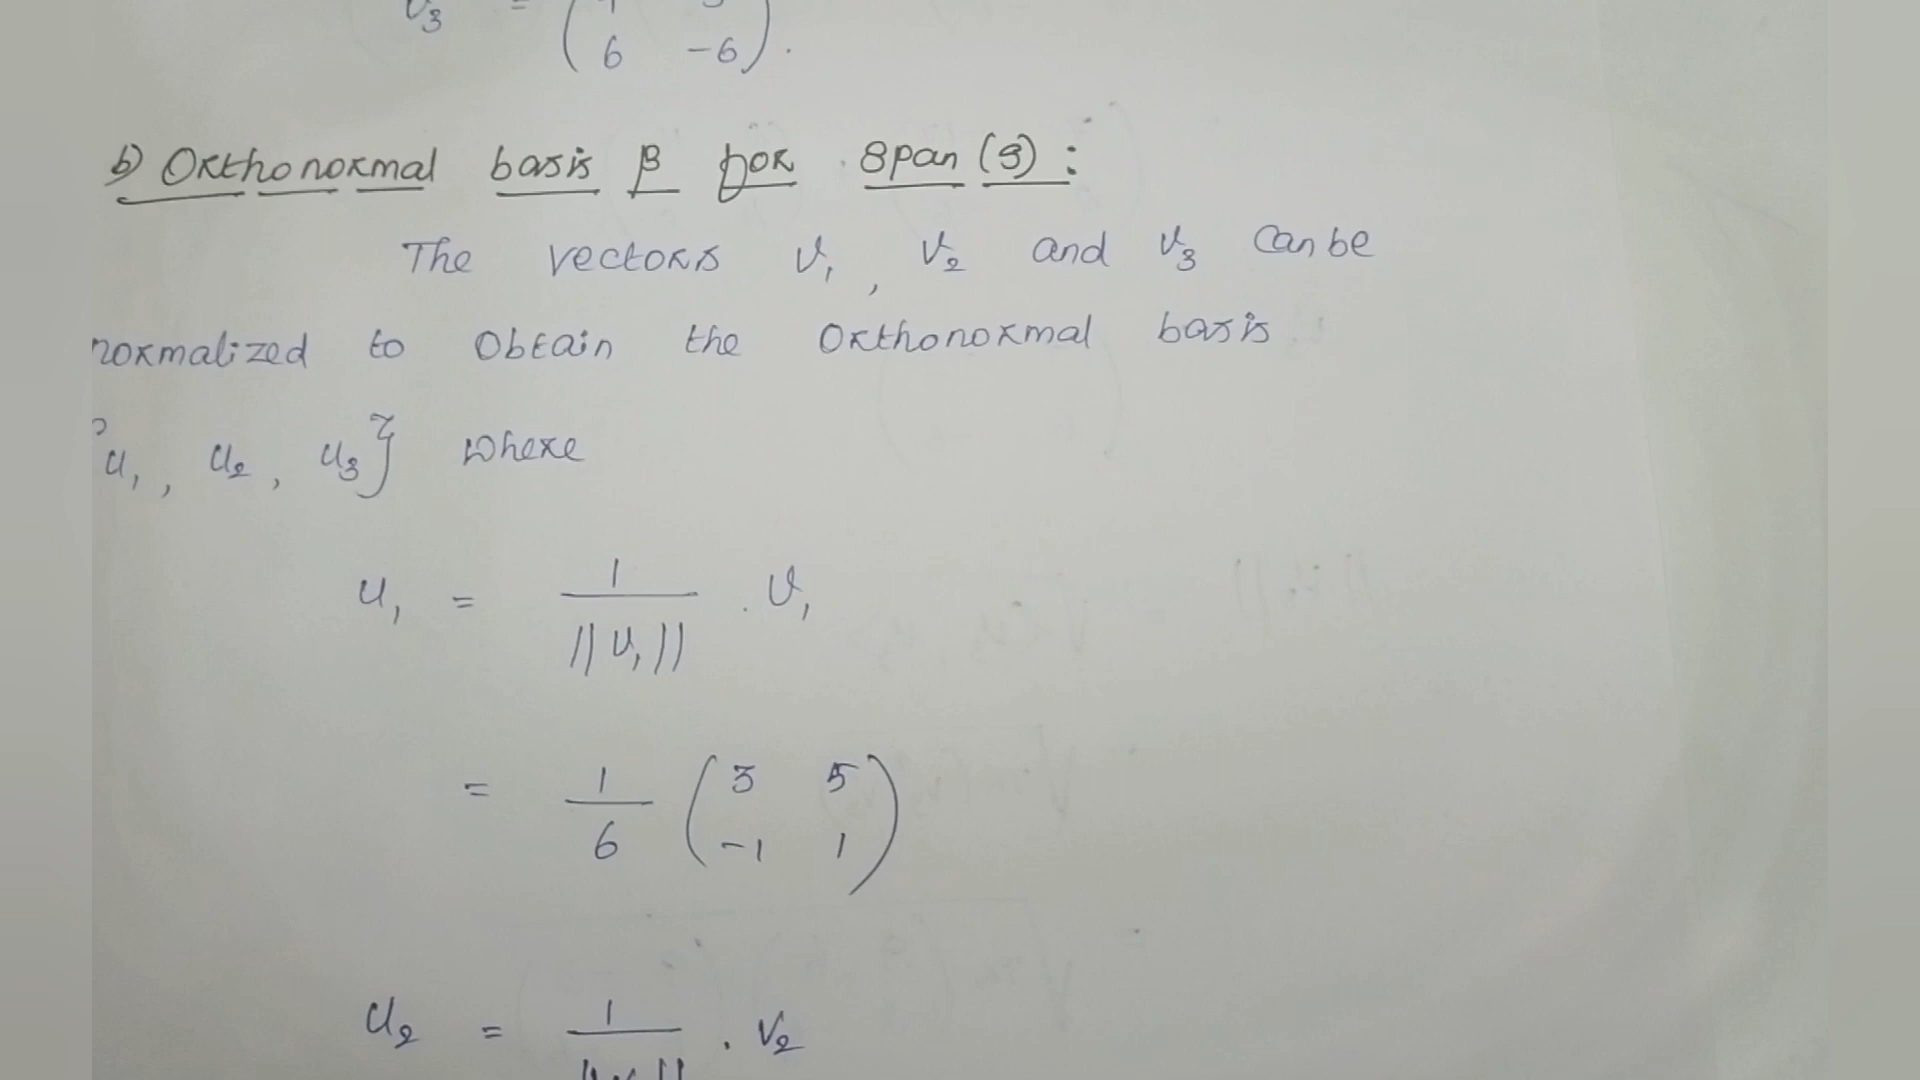 v₃ =
( 6 -6 ).
b) Orthonormal basis β for Span (S) :
The vectors v₁, v₂ and v₃ can be
normalized to obtain the Orthonormal basis
u₁, u₂, u₃} where
u₁ = 1/||v₁|| . v₁
= 1/6 ( 3 5
-1 1 )
u₂ = 1/|| || . v₂